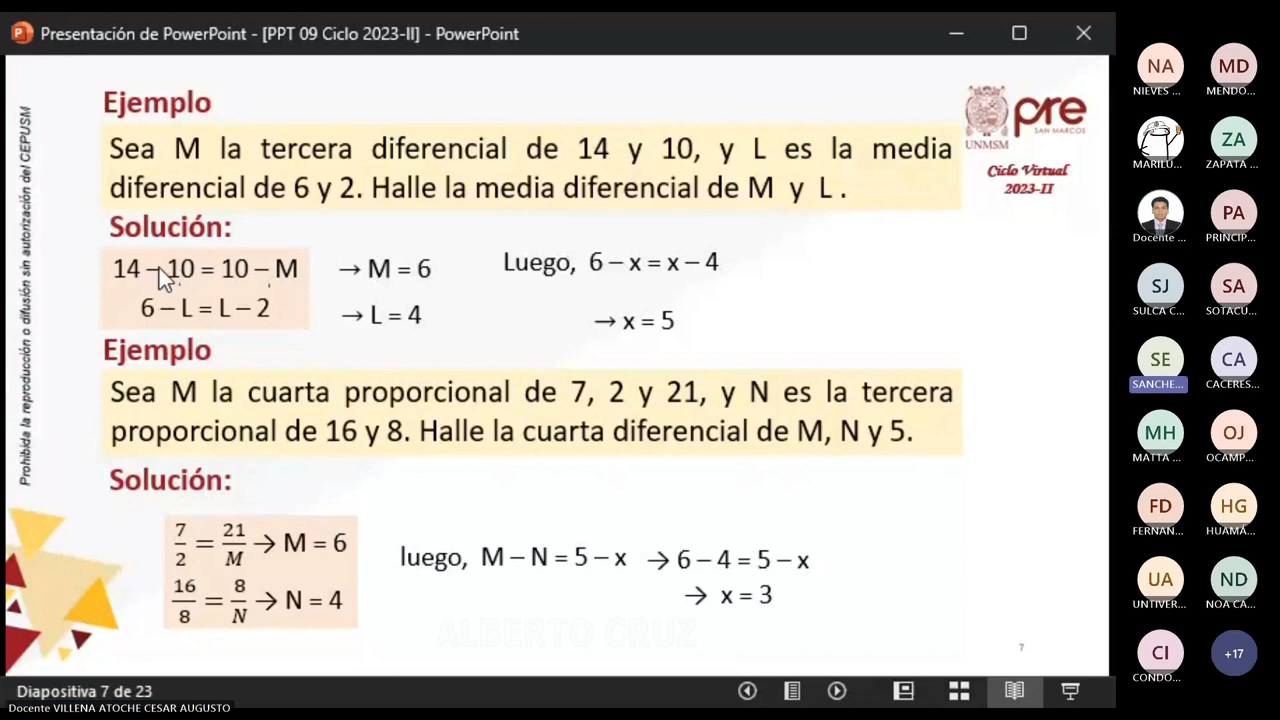 Presentación de PowerPoint - [PPT 09 Ciclo 2023-II] - PowerPoint
Prohibida la reproducción o difusión sin autorización del CEPUSM
Ejemplo
Sea M la tercera diferencial de 14 y 10, y L es la media
diferencial de 6 y 2. Halle la media diferencial de M y L .
UNMSM
pre
SAN MARCOS
Ciclo Virtual
2023-II
Solución:
14 – 10 = 10 – M → M = 6
6 – L = L – 2 → L = 4
Luego, 6 – x = x – 4
→ x = 5
Ejemplo
Sea M la cuarta proporcional de 7, 2 y 21, y N es la tercera
proporcional de 16 y 8. Halle la cuarta diferencial de M, N y 5.
Solución:
7/2 = 21/M → M = 6
16/8 = 8/N → N = 4
luego, M – N = 5 – x → 6 – 4 = 5 – x
→ x = 3
ALBERTO CRUZ
7
Diapositiva 7 de 23
Docente VILLENA ATOCHE CESAR AUGUSTO
NA
NIEVES ...
MD
MENDO...
MARILÚ...
ZA
ZAPATA ...
Docente ...
PA
PRINCIP...
SJ
SULCA C...
SA
SOTACU...
SE
SANCHE...
CA
CACERES...
MH
MATTA ...
OJ
OCAMP...
FD
FERNAN...
HG
HUAMÁ...
UA
UNTIVER...
ND
NOA CA...
CI
CONDO...
+17